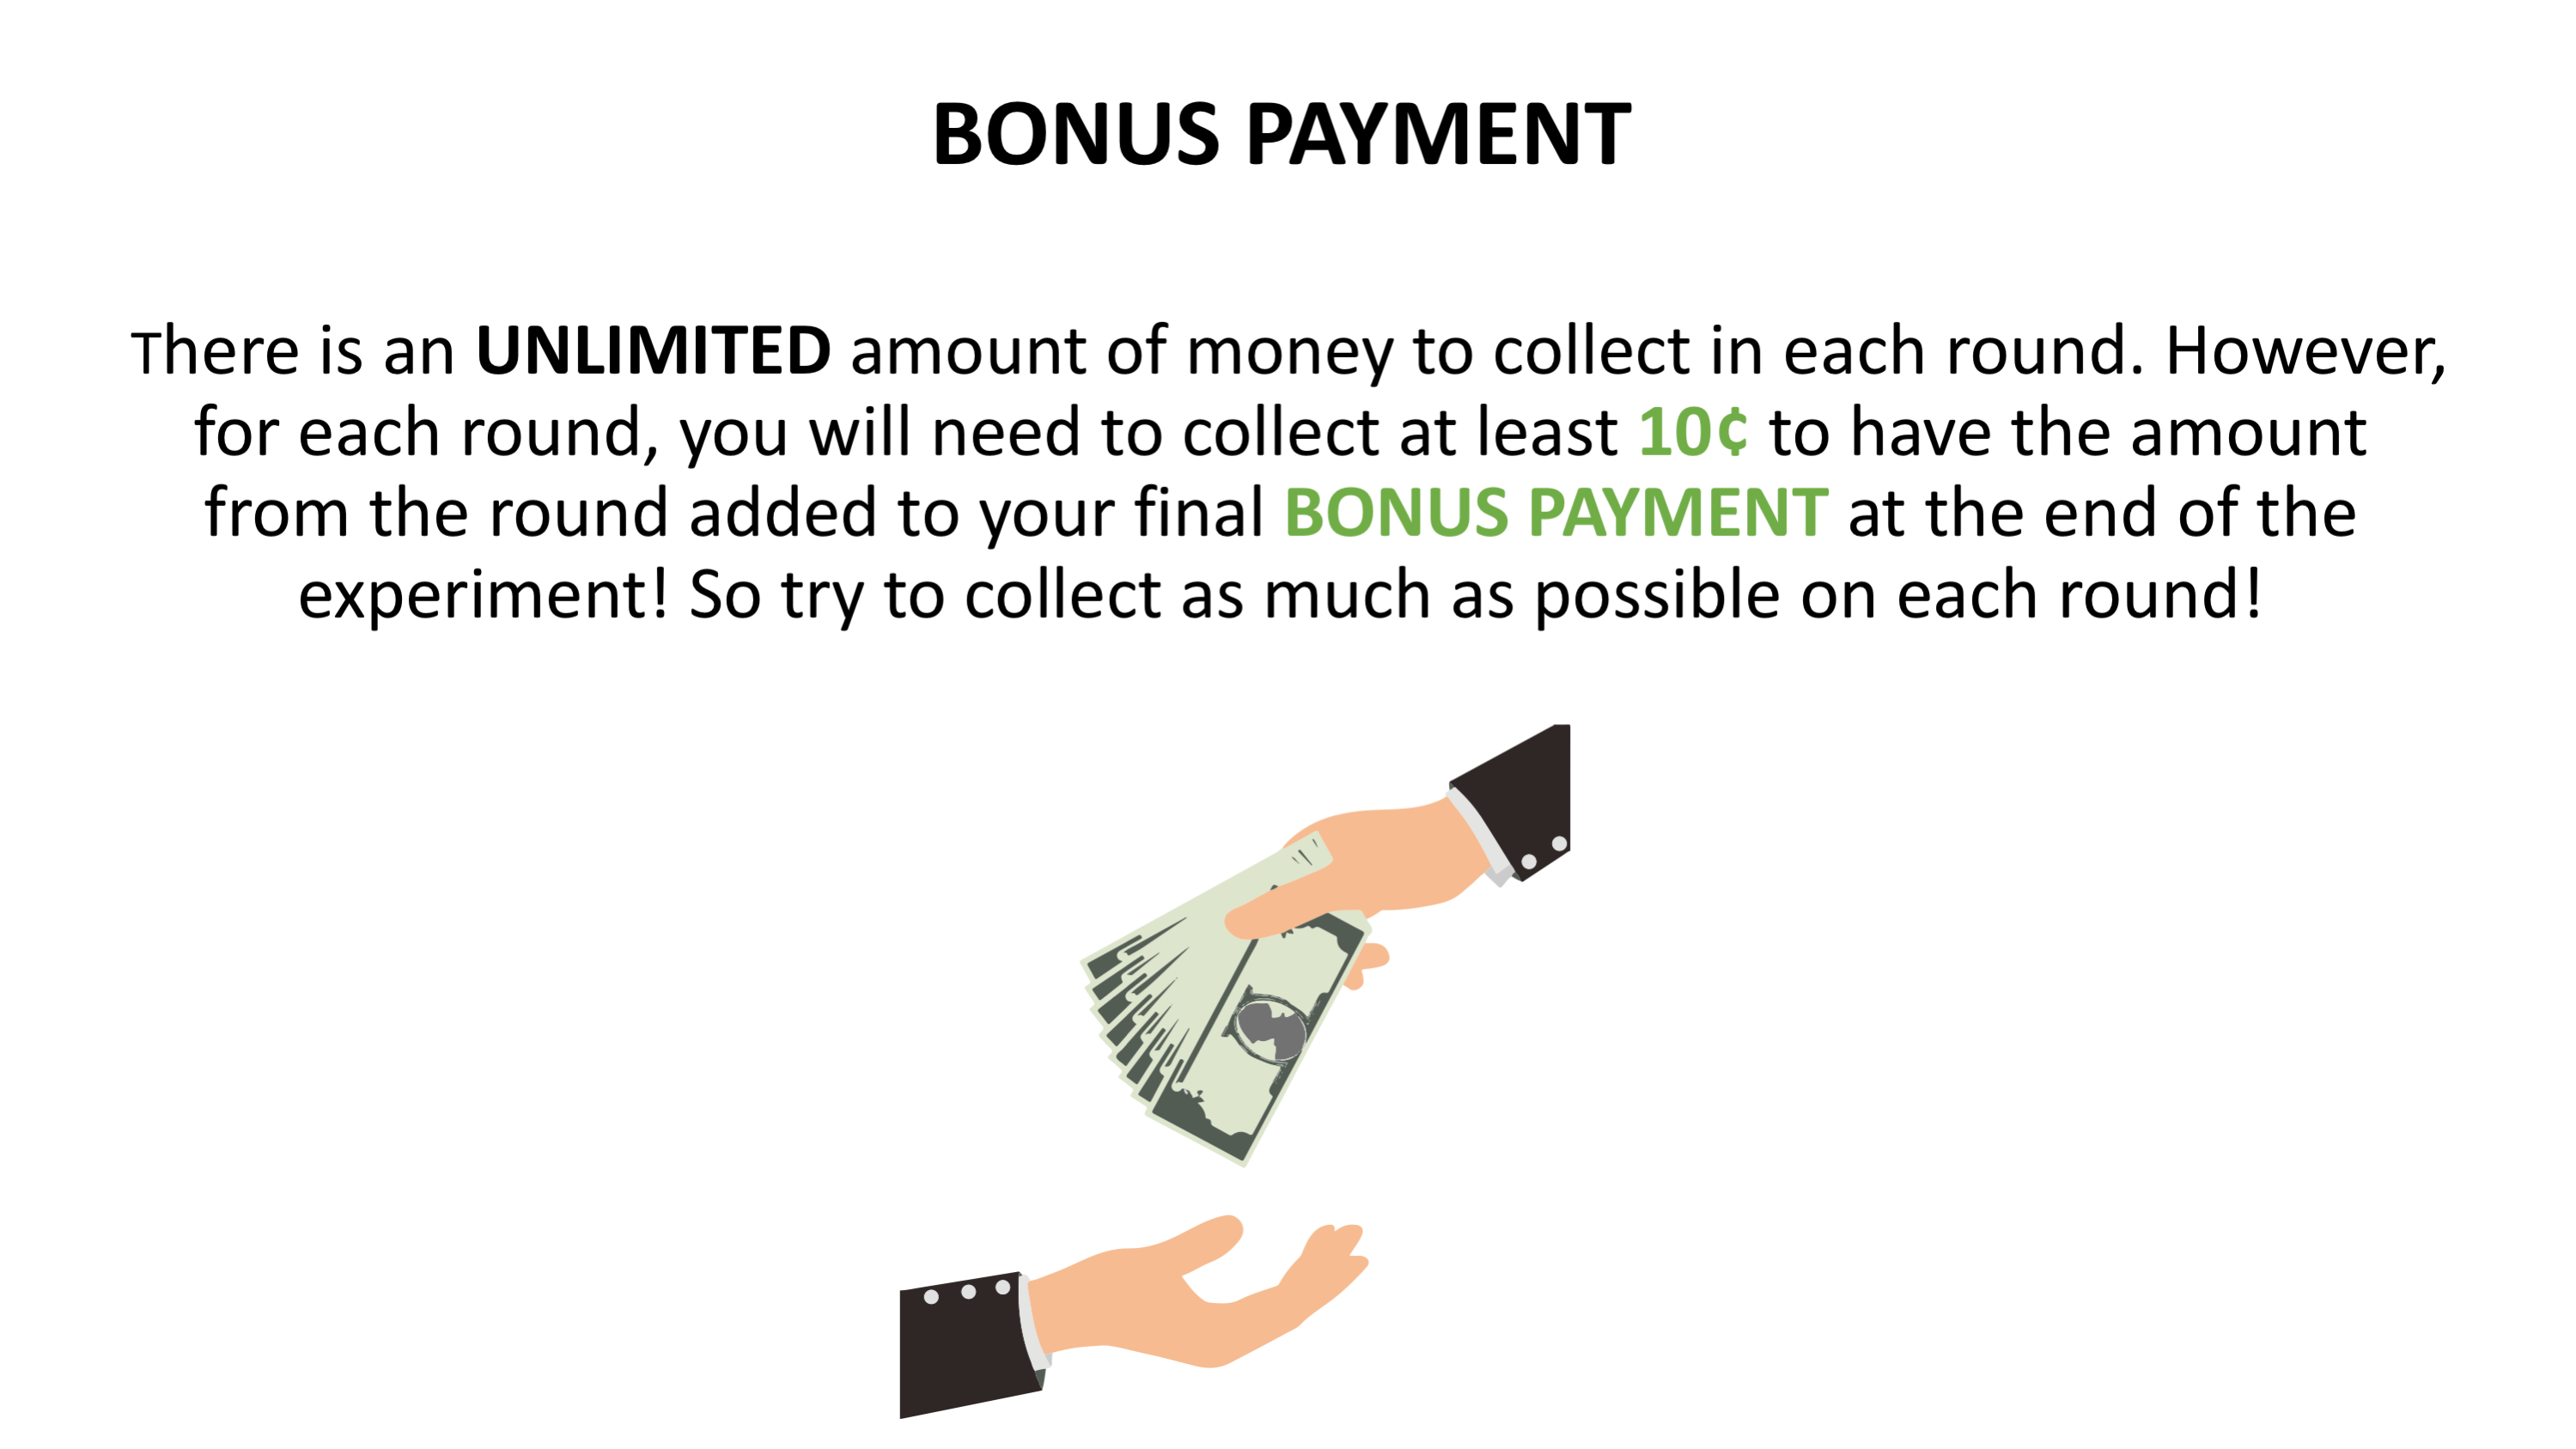 BONUS PAYMENT
There is an UNLIMITED amount of money to collect in each round. However,
for each round, you will need to collect at least 10¢ to have the amount
from the round added to your final BONUS PAYMENT at the end of the
experiment! So try to collect as much as possible on each round!